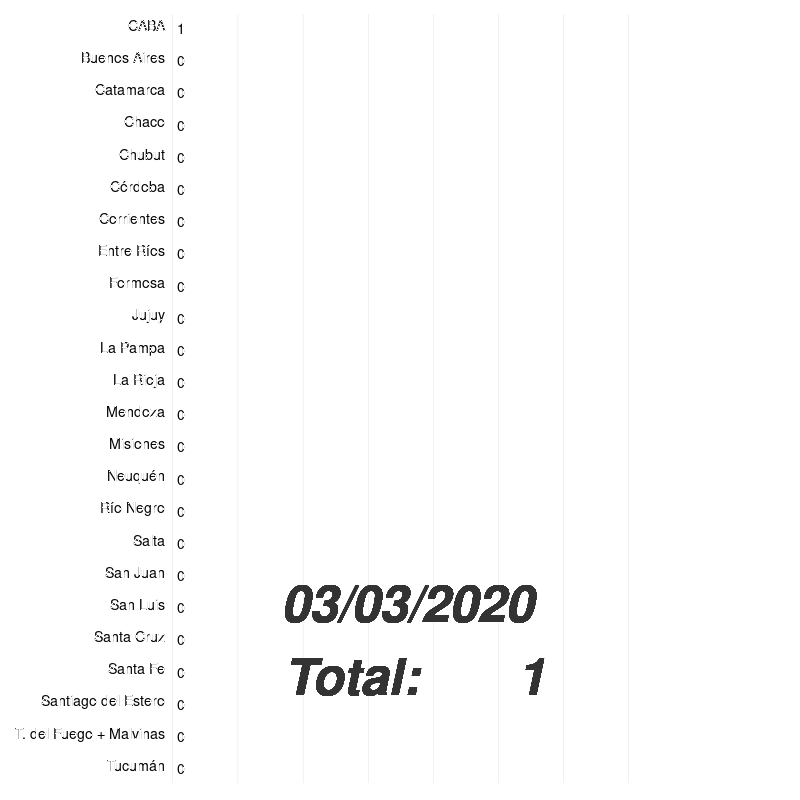 CABA 1
Buenos Aires 0
Catamarca 0
Chaco 0
Chubut 0
Córdoba 0
Corrientes 0
Entre Ríos 0
Formosa 0
Jujuy 0
La Pampa 0
La Rioja 0
Mendoza 0
Misiones 0
Neuquén 0
Río Negro 0
Salta 0
San Juan 0
San Luis 0
Santa Cruz 0
Santa Fe 0
Santiago del Estero 0
T. del Fuego + Malvinas 0
Tucumán 0
03/03/2020
Total: 1